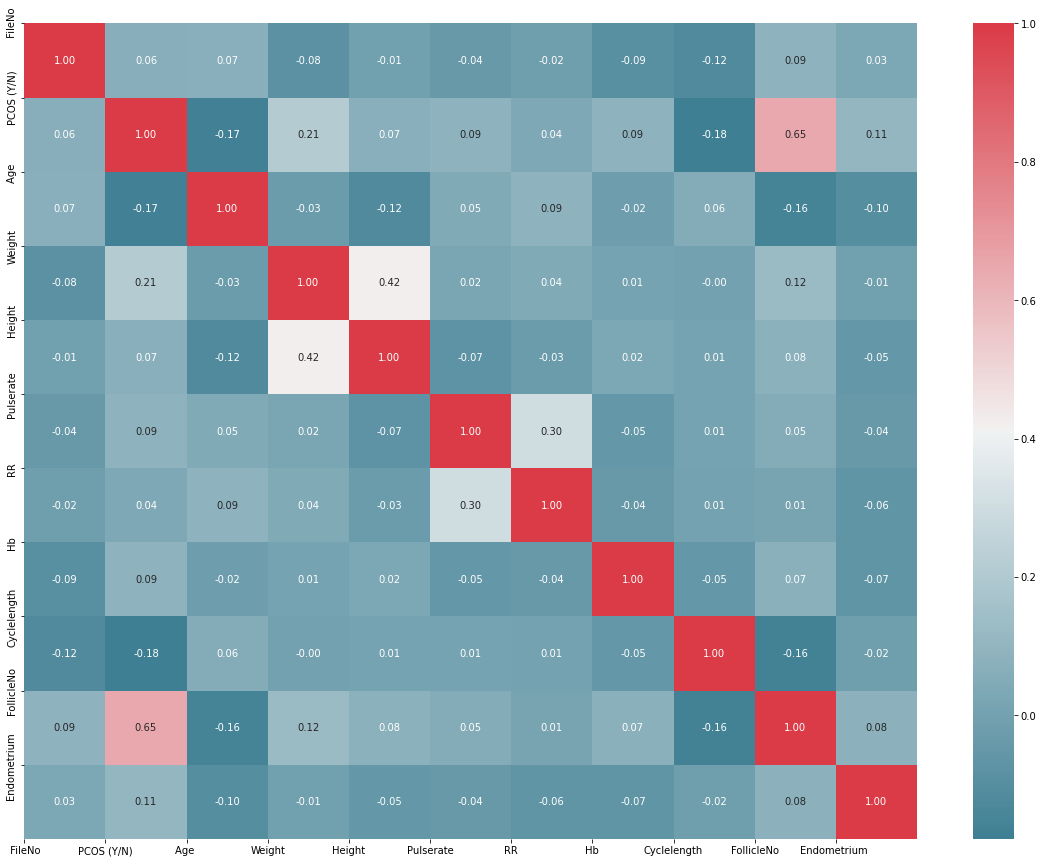 FileNo 1.00 0.06 0.07 -0.08 -0.01 -0.04 -0.02 -0.09 -0.12 0.09 0.03
PCOS (Y/N) 0.06 1.00 -0.17 0.21 0.07 0.09 0.04 0.09 -0.18 0.65 0.11
Age 0.07 -0.17 1.00 -0.03 -0.12 0.05 0.09 -0.02 0.06 -0.16 -0.10
Weight -0.08 0.21 -0.03 1.00 0.42 0.02 0.04 0.01 -0.00 0.12 -0.01
Height -0.01 0.07 -0.12 0.42 1.00 -0.07 -0.03 0.02 0.01 0.08 -0.05
Pulserate -0.04 0.09 0.05 0.02 -0.07 1.00 0.30 -0.05 0.01 0.05 -0.04
RR -0.02 0.04 0.09 0.04 -0.03 0.30 1.00 -0.04 0.01 0.01 -0.06
Hb -0.09 0.09 -0.02 0.01 0.02 -0.05 -0.04 1.00 -0.05 0.07 -0.07
Cyclelength -0.12 -0.18 0.06 -0.00 0.01 0.01 0.01 -0.05 1.00 -0.16 -0.02
FollicleNo 0.09 0.65 -0.16 0.12 0.08 0.05 0.01 0.07 -0.16 1.00 0.08
Endometrium 0.03 0.11 -0.10 -0.01 -0.05 -0.04 -0.06 -0.07 -0.02 0.08 1.00
FileNo PCOS (Y/N) Age Weight Height Pulserate RR Hb Cyclelength FollicleNo Endometrium
1.0
0.8
0.6
0.4
0.2
0.0